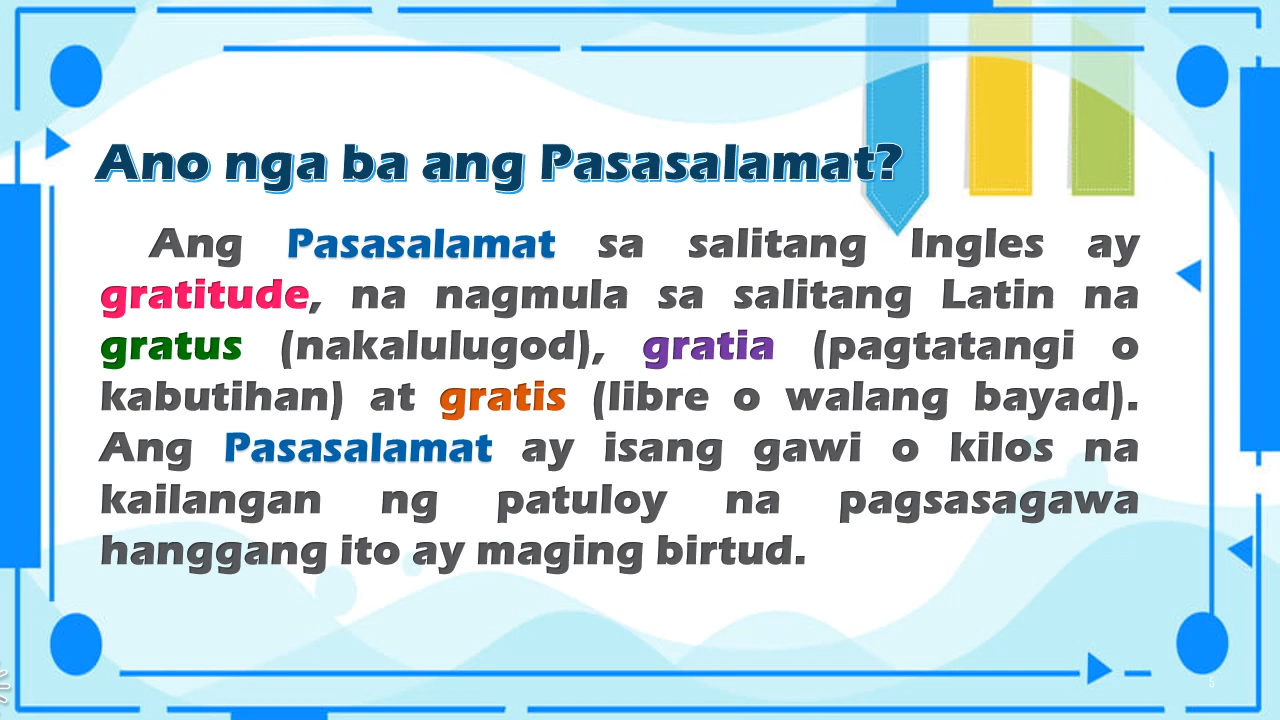 Ano nga ba ang Pasasalamat?
Ang Pasasalamat sa salitang Ingles ay
gratitude, na nagmula sa salitang Latin na
gratus (nakalulugod), gratia (pagtatangi o
kabutihan) at gratis (libre o walang bayad).
Ang Pasasalamat ay isang gawi o kilos na
kailangan ng patuloy na pagsasagawa
hanggang ito ay maging birtud.